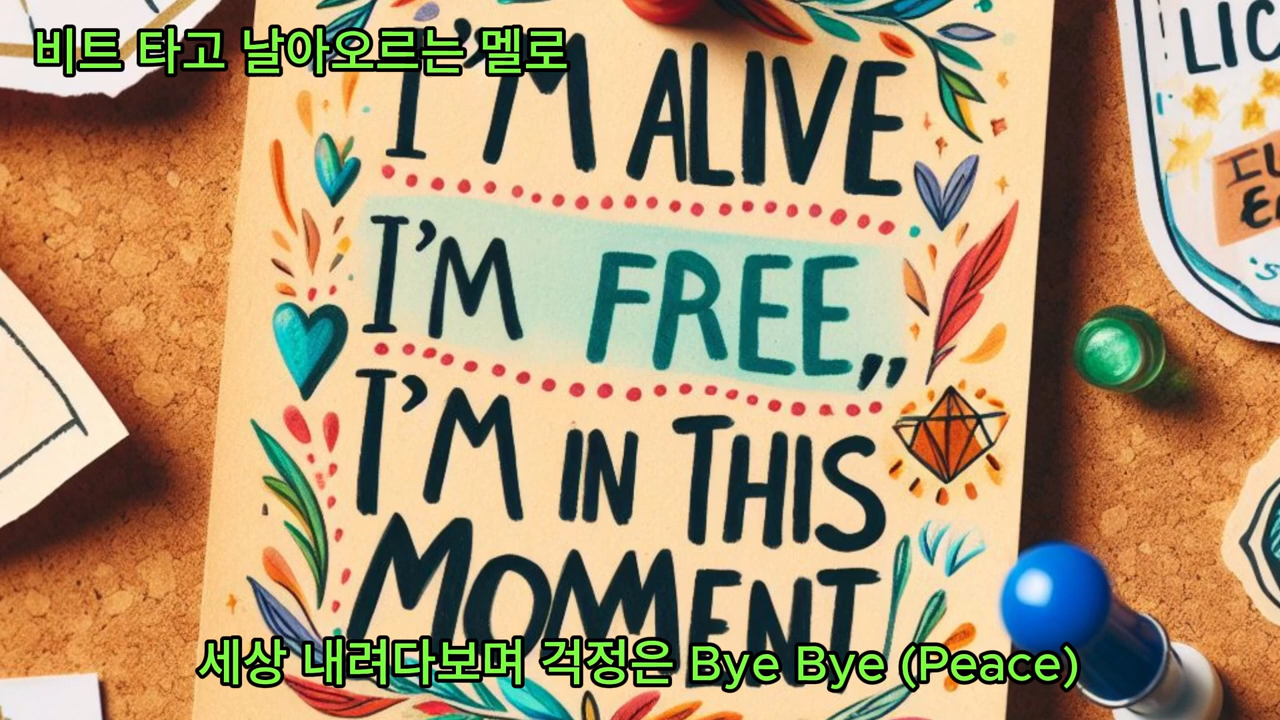 비트 타고 날아오르는 멜로
I'M ALIVE
I'M FREE,,
I'M IN THIS
MOMENT
LIC
세상 내려다보며 걱정은 Bye Bye (Peace)